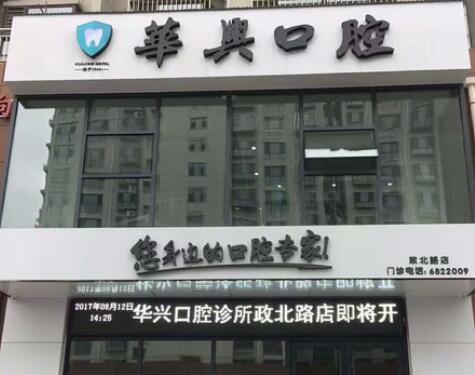 華興口腔
HUAXING DENTAL
您身边的口腔专家!
政北路店
门诊电话: 6822009
2017年08月12日
14:25
华兴口腔诊所政北路店即将开